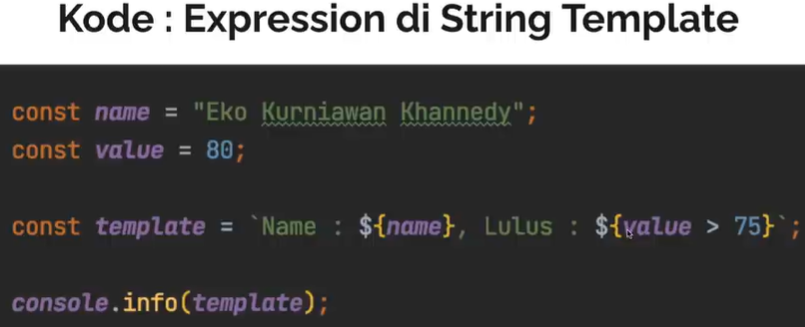 Kode : Expression di String Template
const name = "Eko Kurniawan Khannedy";
const value = 80;
const template = `Name : ${name}, Lulus : ${value > 75}`;
console.info(template);